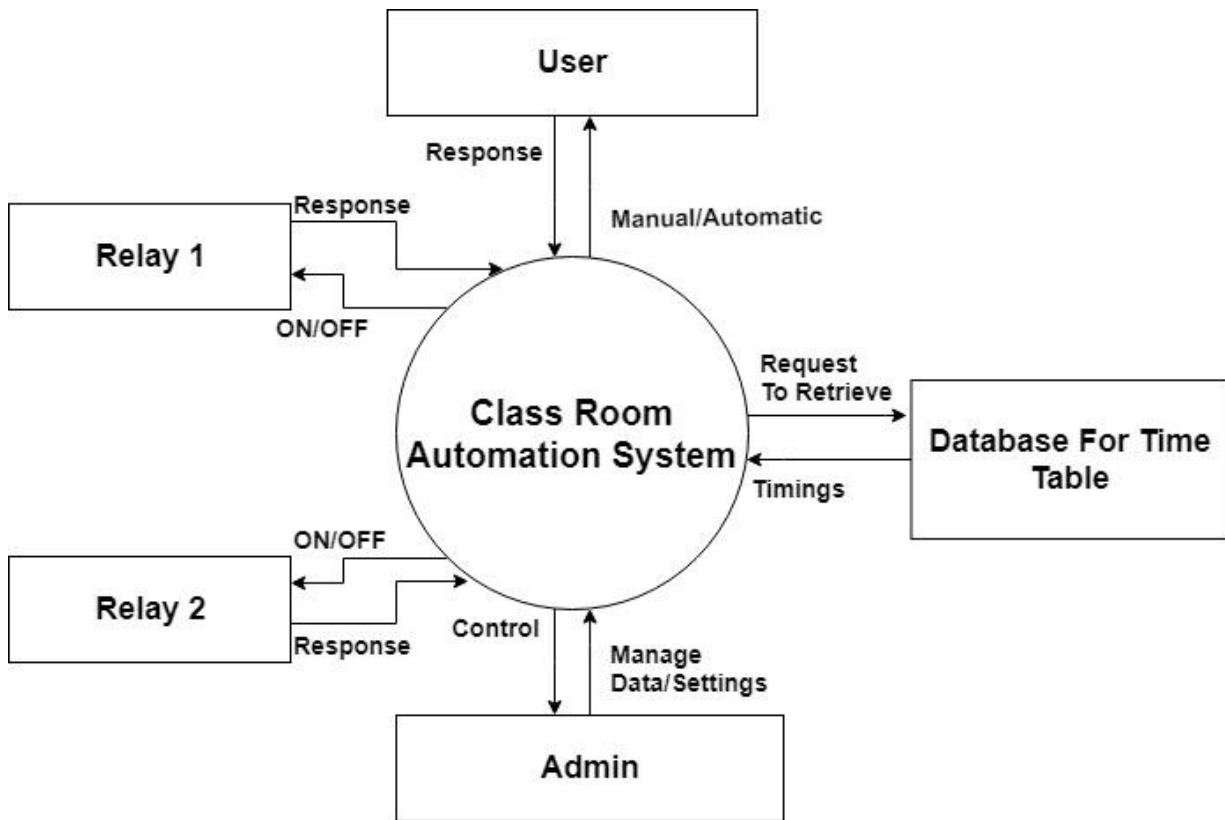 User
Response
Manual/Automatic
Response
Relay 1
ON/OFF
Request
To Retrieve
Class Room
Automation System
Database For Time
Table
Timings
ON/OFF
Relay 2
Response
Control
Manage
Data/Settings
Admin